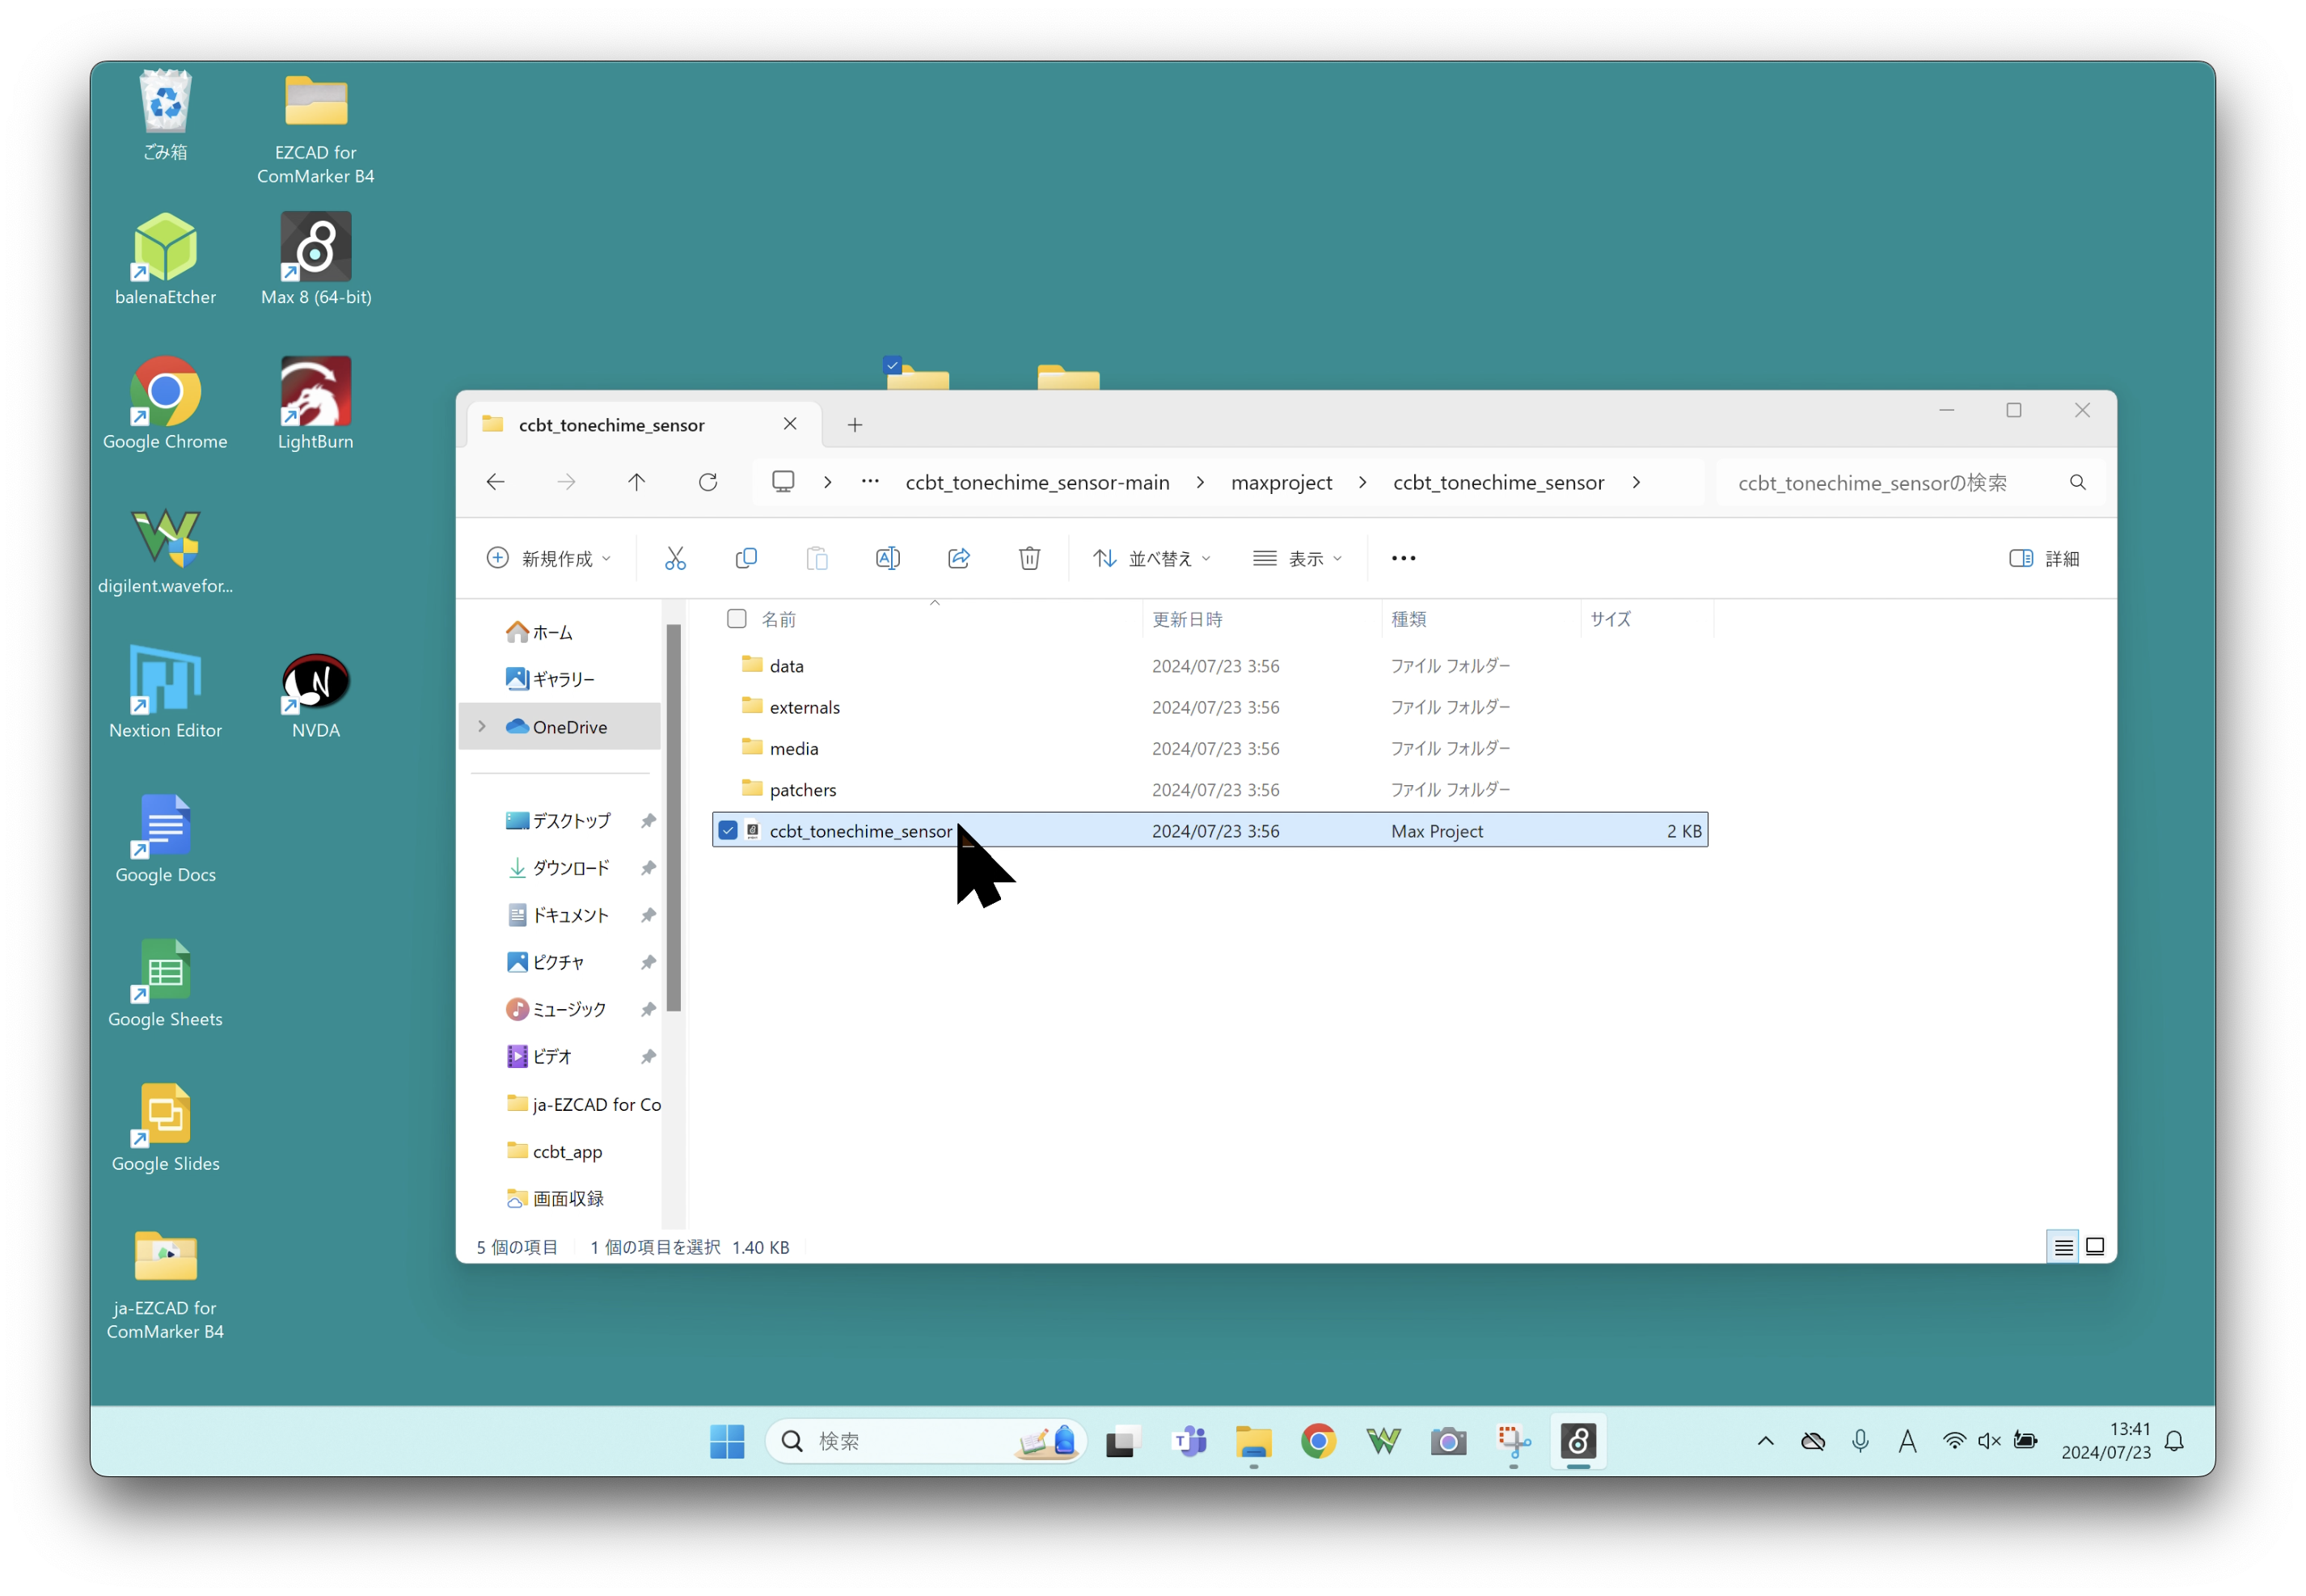 ごみ箱
EZCAD for
ComMarker B4
balenaEtcher
Max 8 (64-bit)
Google Chrome
LightBurn
digilent.wavefor...
Nextion Editor
NVDA
Google Docs
Google Sheets
Google Slides
ja-EZCAD for
ComMarker B4
ccbt_tonechime_sensor
… ccbt_tonechime_sensor-main > maxproject > ccbt_tonechime_sensor >
ccbt_tonechime_sensorの検索
新規作成
並べ替え
表示
詳細
ホーム
ギャラリー
OneDrive
デスクトップ
ダウンロード
ドキュメント
ピクチャ
ミュージック
ビデオ
ja-EZCAD for Co
ccbt_app
画面収録
名前 更新日時 種類 サイズ
data 2024/07/23 3:56 ファイル フォルダー
externals 2024/07/23 3:56 ファイル フォルダー
media 2024/07/23 3:56 ファイル フォルダー
patchers 2024/07/23 3:56 ファイル フォルダー
ccbt_tonechime_sensor 2024/07/23 3:56 Max Project 2 KB
5 個の項目 1 個の項目を選択 1.40 KB
検索
A
13:41
2024/07/23